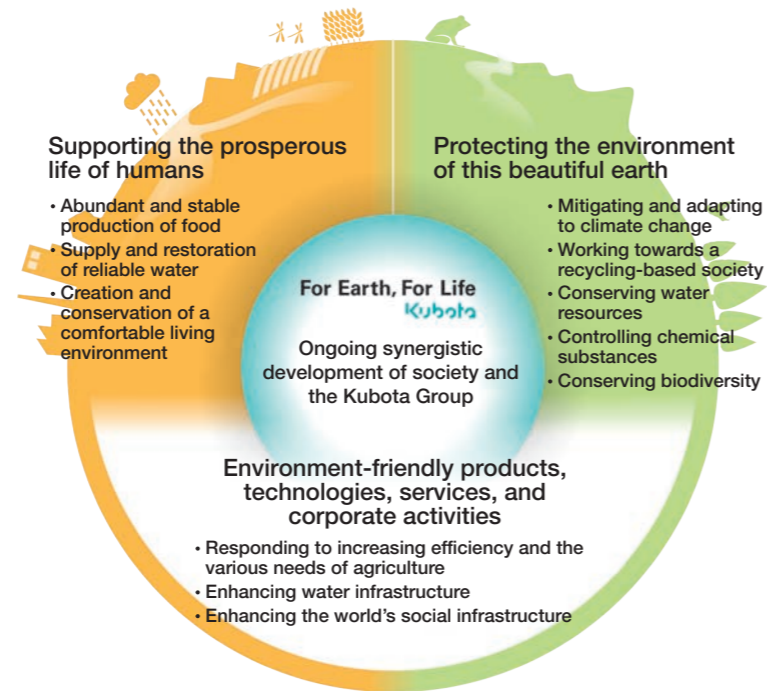 Supporting the prosperous
life of humans
・Abundant and stable
production of food
・Supply and restoration
of reliable water
・Creation and
conservation of a
comfortable living
environment
Protecting the environment
of this beautiful earth
・Mitigating and adapting
to climate change
・Working towards a
recycling-based society
・Conserving water
resources
・Controlling chemical
substances
・Conserving biodiversity
For Earth, For Life
Kubota
Ongoing synergistic
development of society and
the Kubota Group
Environment-friendly products,
technologies, services, and
corporate activities
・Responding to increasing efficiency and the
various needs of agriculture
・Enhancing water infrastructure
・Enhancing the world's social infrastructure